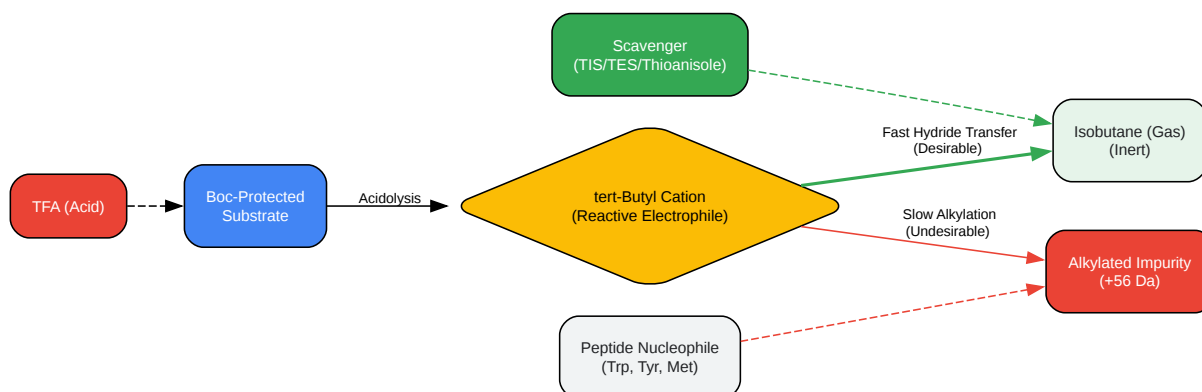 Scavenger
(TIS/TES/Thioanisole)
Fast Hydride Transfer
(Desirable)
Isobutane (Gas)
(Inert)
TFA (Acid)
Boc-Protected
Substrate
Acidolysis
tert-Butyl Cation
(Reactive Electrophile)
Slow Alkylation
(Undesirable)
Alkylated Impurity
(+56 Da)
Peptide Nucleophile
(Trp, Tyr, Met)